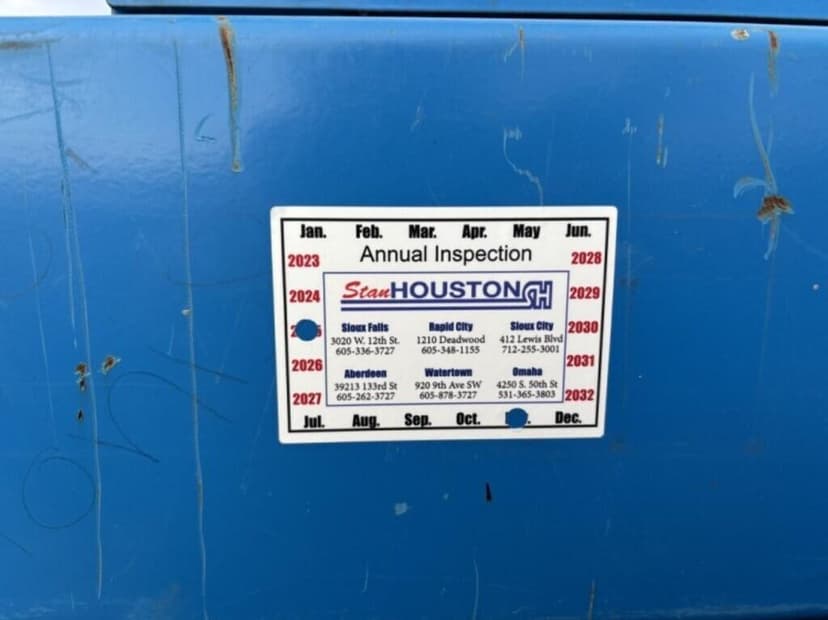 Jan. Feb. Mar. Apr. May Jun.
Annual Inspection
2023
2024
2026
2027
2028
2029
2030
2031
2032
Stan HOUSTON SH
Sioux Falls
3020 W. 12th St.
605-336-3727
Rapid City
1210 Deadwood
605-348-1155
Sioux City
412 Lewis Blvd
712-255-3001
Aberdeen
39213 133rd St
605-262-3727
Watertown
920 9th Ave SW
605-878-3727
Omaha
4250 S. 50th St
531-365-3803
Jul. Aug. Sep. Oct. Dec.